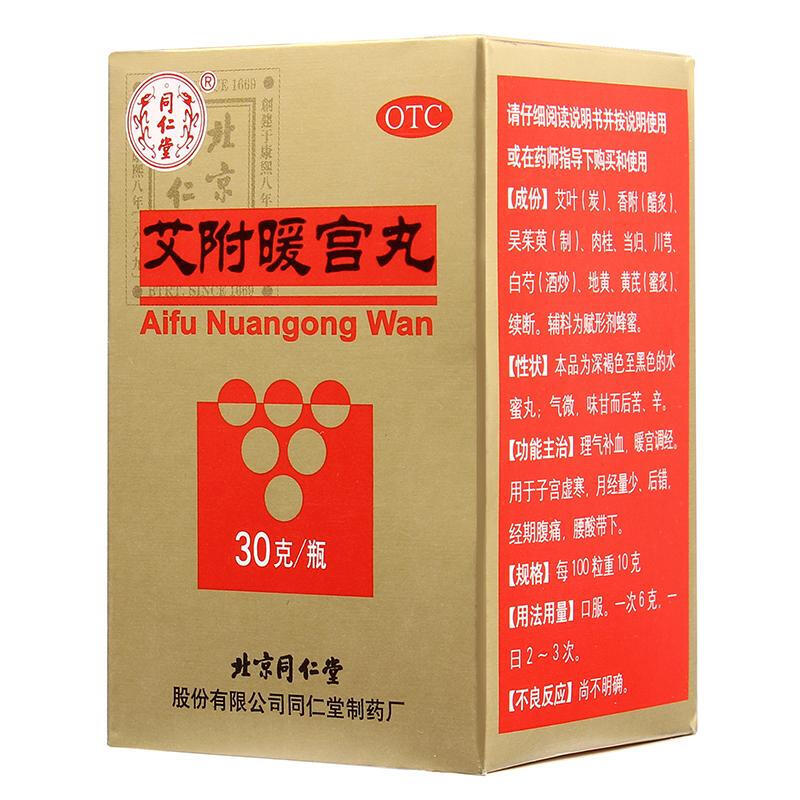 同仁堂
®
SINCE 1669
北京
同仁
創建于康熙八年
艾附暖宫丸
BTRT. SINCE 1669
Aifu Nuangong Wan
OTC
30克/瓶
北京同仁堂
股份有限公司同仁堂制药厂
请仔细阅读说明书并按说明使用
或在药师指导下购买和使用
【成份】艾叶(炭)、香附(醋炙)、
吴茱萸(制)、肉桂、当归、川芎、
白芍(酒炒)、地黄、黄芪(蜜炙)、
续断。辅料为赋形剂蜂蜜。
【性状】本品为深褐色至黑色的水
蜜丸；气微，味甘而后苦、辛。
【功能主治】理气补血，暖宫调经。
用于子宫虚寒，月经量少、后错，
经期腹痛，腰酸带下。
【规格】每100粒重10克
【用法用量】口服。一次6克，一
日2～3次。
【不良反应】尚不明确。